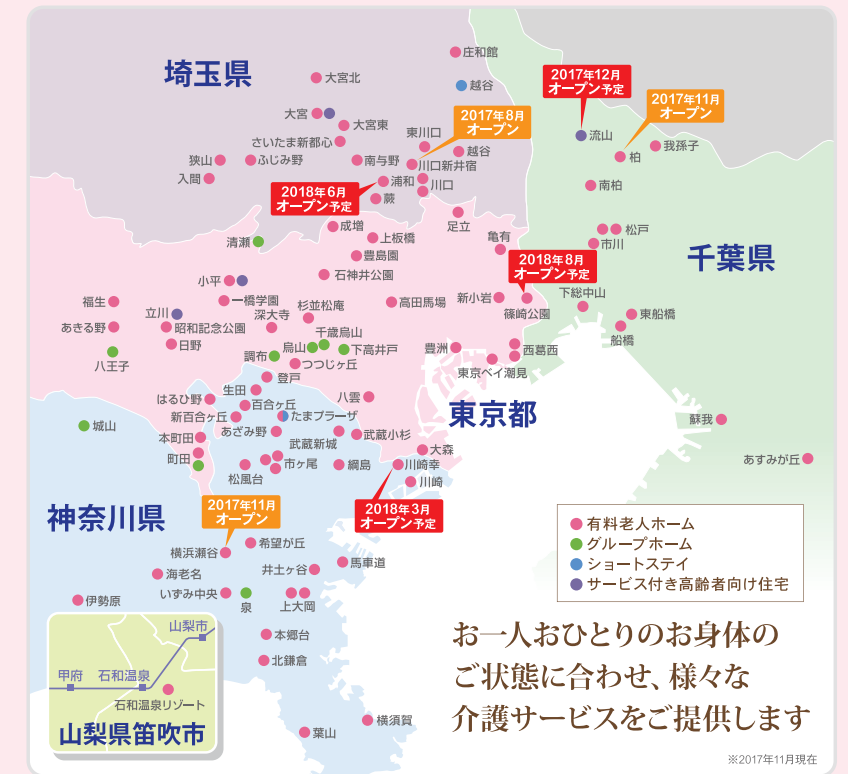 埼玉県
庄和館
大宮北
越谷
2017年12月
オープン予定
2017年11月
オープン
大宮
2017年8月
オープン
大宮東
流山
さいたま新都心
東川口
我孫子
狭山
ふじみ野
南与野
越谷
柏
川口新井宿
入間
2018年6月
オープン予定
浦和
川口
南柏
蕨
成増
足立
松戸
清瀬
上板橋
亀有
市川
千葉県
豊島園
石神井公園
2018年8月
オープン予定
小平
福生
一橋学園
杉並松庵
高田馬場
新小岩
下総中山
立川
深大寺
篠崎公園
東船橋
あきる野
昭和記念公園
千歳烏山
船橋
日野
烏山
下高井戸
豊洲
西葛西
八王子
調布
つつじヶ丘
東京ベイ潮見
登戸
生田
はるひ野
百合ヶ丘
八雲
東京都
新百合ヶ丘
たまプラーザ
蘇我
城山
あざみ野
武蔵小杉
本町田
武蔵新城
大森
町田
市ヶ尾
綱島
川崎幸
あすみが丘
松風台
川崎
神奈川県
2017年11月
オープン
2018年3月
オープン予定
有料老人ホーム
グループホーム
ショートステイ
サービス付き高齢者向け住宅
横浜瀬谷
希望が丘
井土ヶ谷
馬車道
海老名
いずみ中央
泉
上大岡
伊勢原
本郷台
北鎌倉
横須賀
葉山
山梨市
甲府
石和温泉
石和温泉リゾート
山梨県笛吹市
お一人おひとりのお身体の
ご状態に合わせ、様々な
介護サービスをご提供します
※2017年11月現在